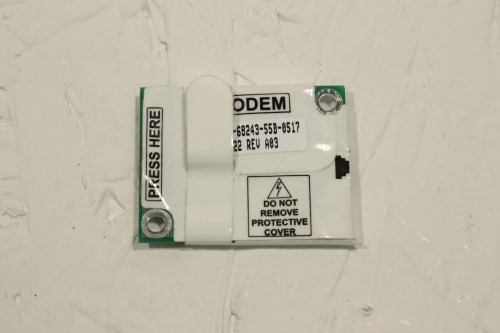 PRESS HERE
ODEM
-68243-55B-0517
22 REV A03
DO NOT
REMOVE
PROTECTIVE
COVER